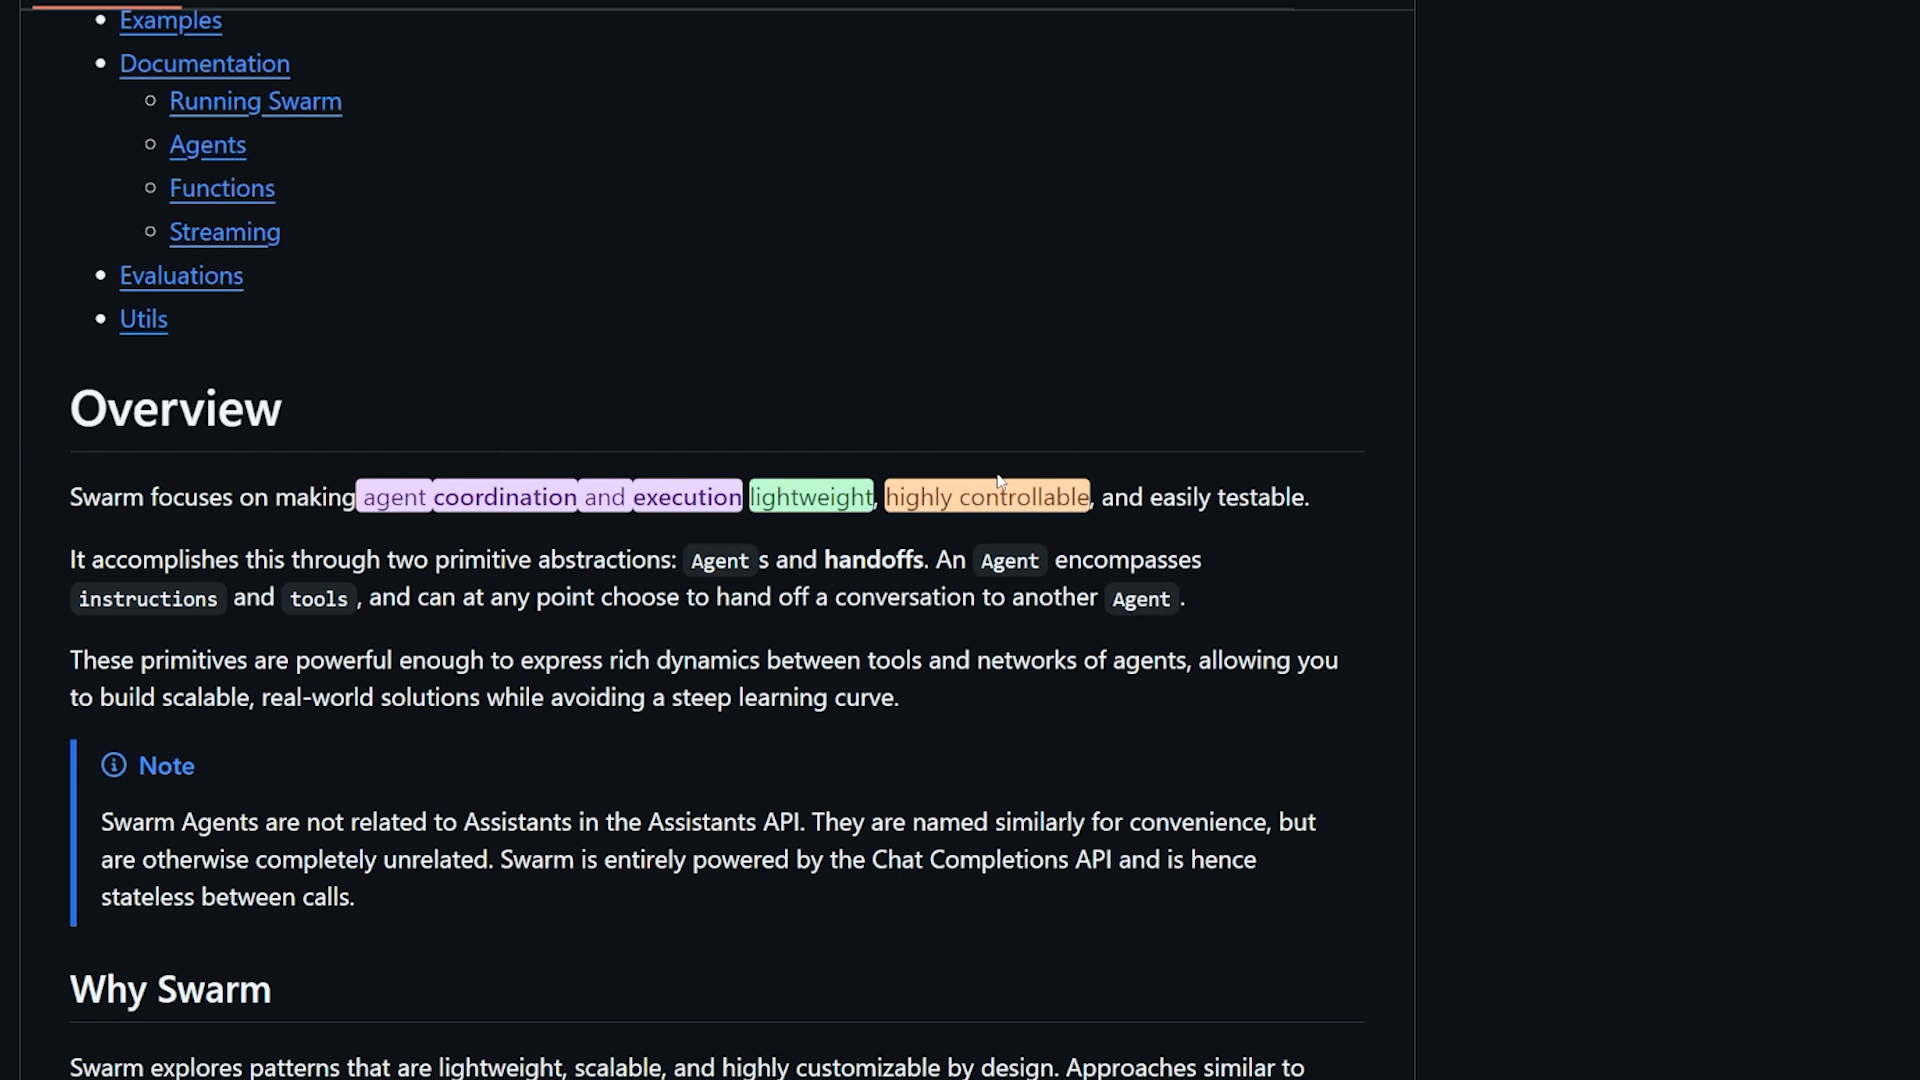 Examples
Documentation
Running Swarm
Agents
Functions
Streaming
Evaluations
Utils
Overview
Swarm focuses on making agent coordination and execution lightweight, highly controllable, and easily testable.
It accomplishes this through two primitive abstractions: Agent s and handoffs. An Agent encompasses
instructions and tools , and can at any point choose to hand off a conversation to another Agent .
These primitives are powerful enough to express rich dynamics between tools and networks of agents, allowing you
to build scalable, real-world solutions while avoiding a steep learning curve.
Note
Swarm Agents are not related to Assistants in the Assistants API. They are named similarly for convenience, but
are otherwise completely unrelated. Swarm is entirely powered by the Chat Completions API and is hence
stateless between calls.
Why Swarm
Swarm explores patterns that are lightweight, scalable, and highly customizable by design. Approaches similar to